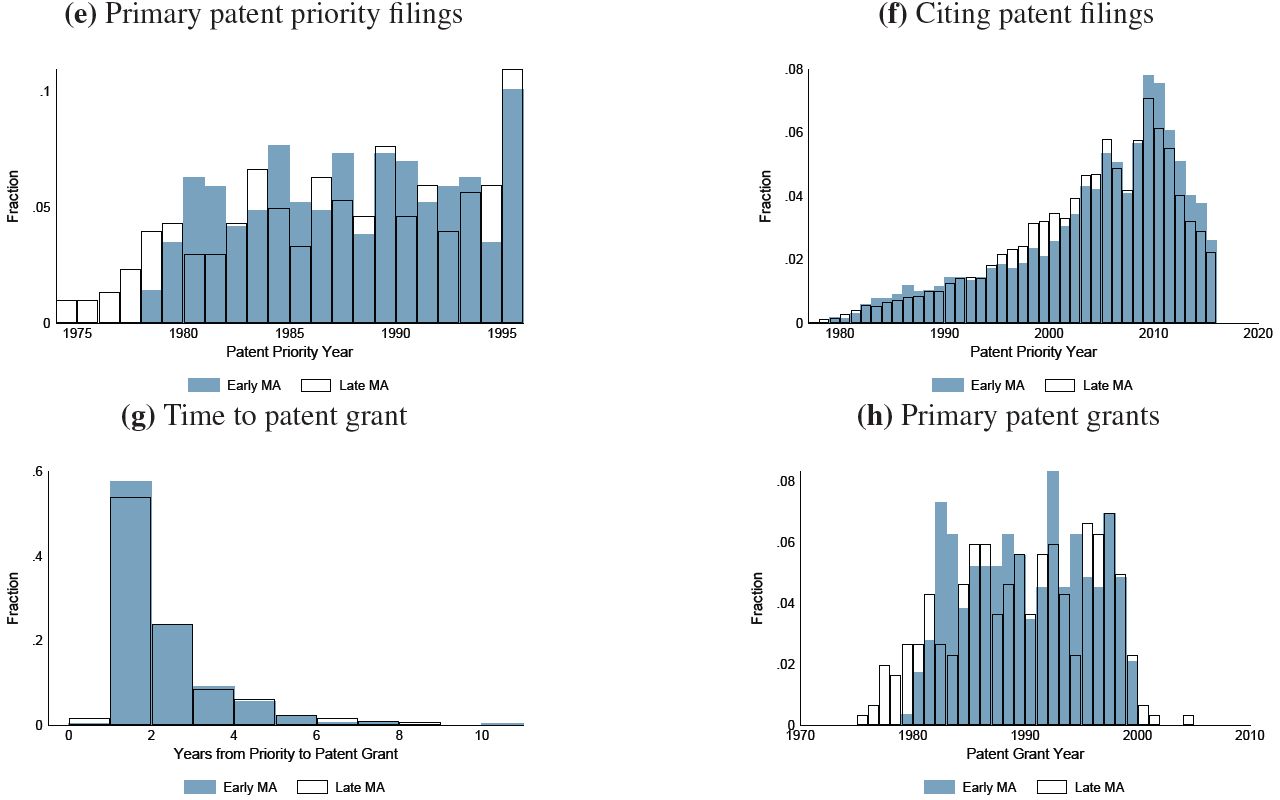 (e) Primary patent priority filings
.1
.05
0
Fraction
1975 1980 1985 1990 1995
Patent Priority Year
Early MA Late MA
(f) Citing patent filings
.08
.06
.04
.02
0
Fraction
1980 1990 2000 2010 2020
Patent Priority Year
Early MA Late MA
(g) Time to patent grant
.6
.4
.2
0
Fraction
0 2 4 6 8 10
Years from Priority to Patent Grant
Early MA Late MA
(h) Primary patent grants
.08
.06
.04
.02
0
Fraction
1970 1980 1990 2000 2010
Patent Grant Year
Early MA Late MA